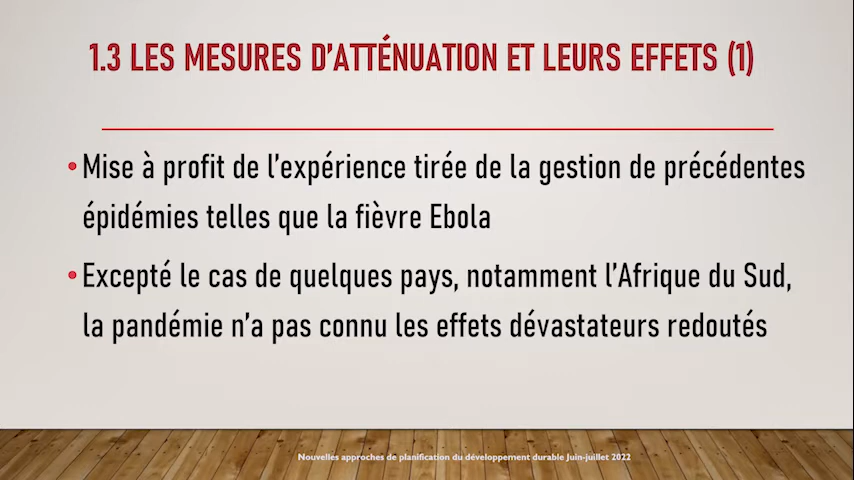 1.3 LES MESURES D'ATTÉNUATION ET LEURS EFFETS (1)
• Mise à profit de l'expérience tirée de la gestion de précédentes
épidémies telles que la fièvre Ebola
• Excepté le cas de quelques pays, notamment l'Afrique du Sud,
la pandémie n'a pas connu les effets dévastateurs redoutés
Nouvelles approches de planification du développement durable Juin-juillet 2022